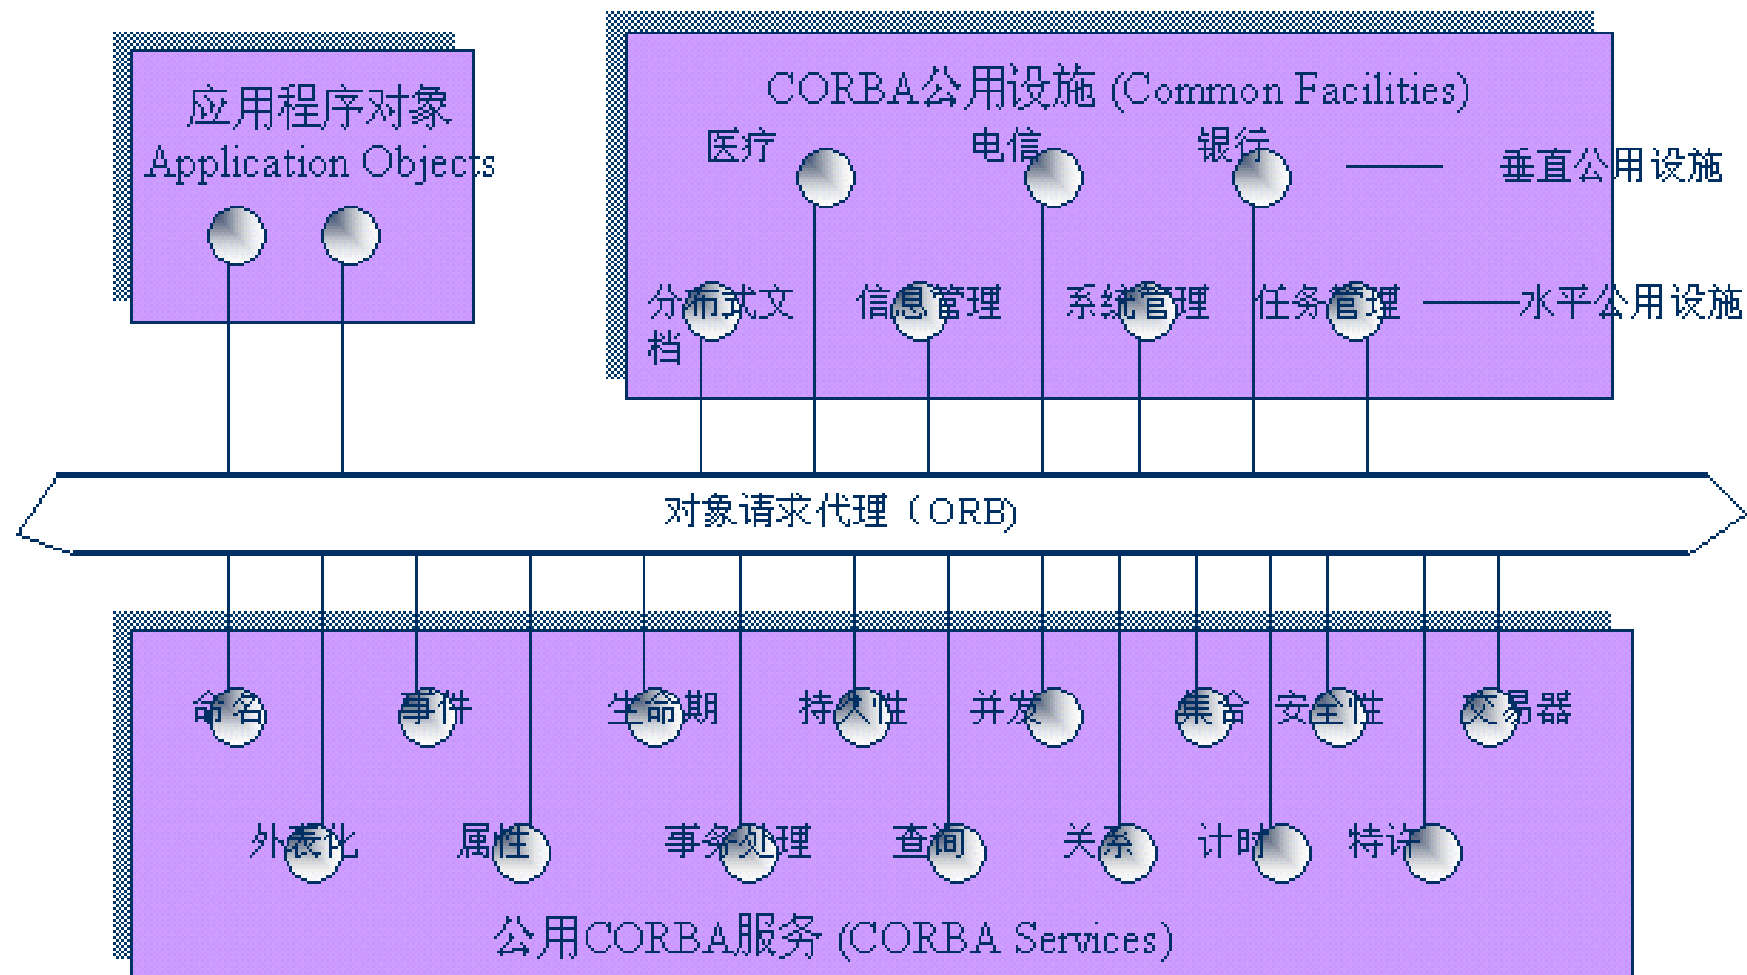 应用程序对象
Application Objects
CORBA公用设施 (Common Facilities)
医疗
电信
银行
垂直公用设施
分布式文
档
信息管理
系统管理
任务管理
水平公用设施
对象请求代理（ORB）
命名
事件
生命期
持久性
并发
集合
安全性
交易器
外表化
属性
事务处理
查询
关系
计时
特许
公用CORBA服务 (CORBA Services)